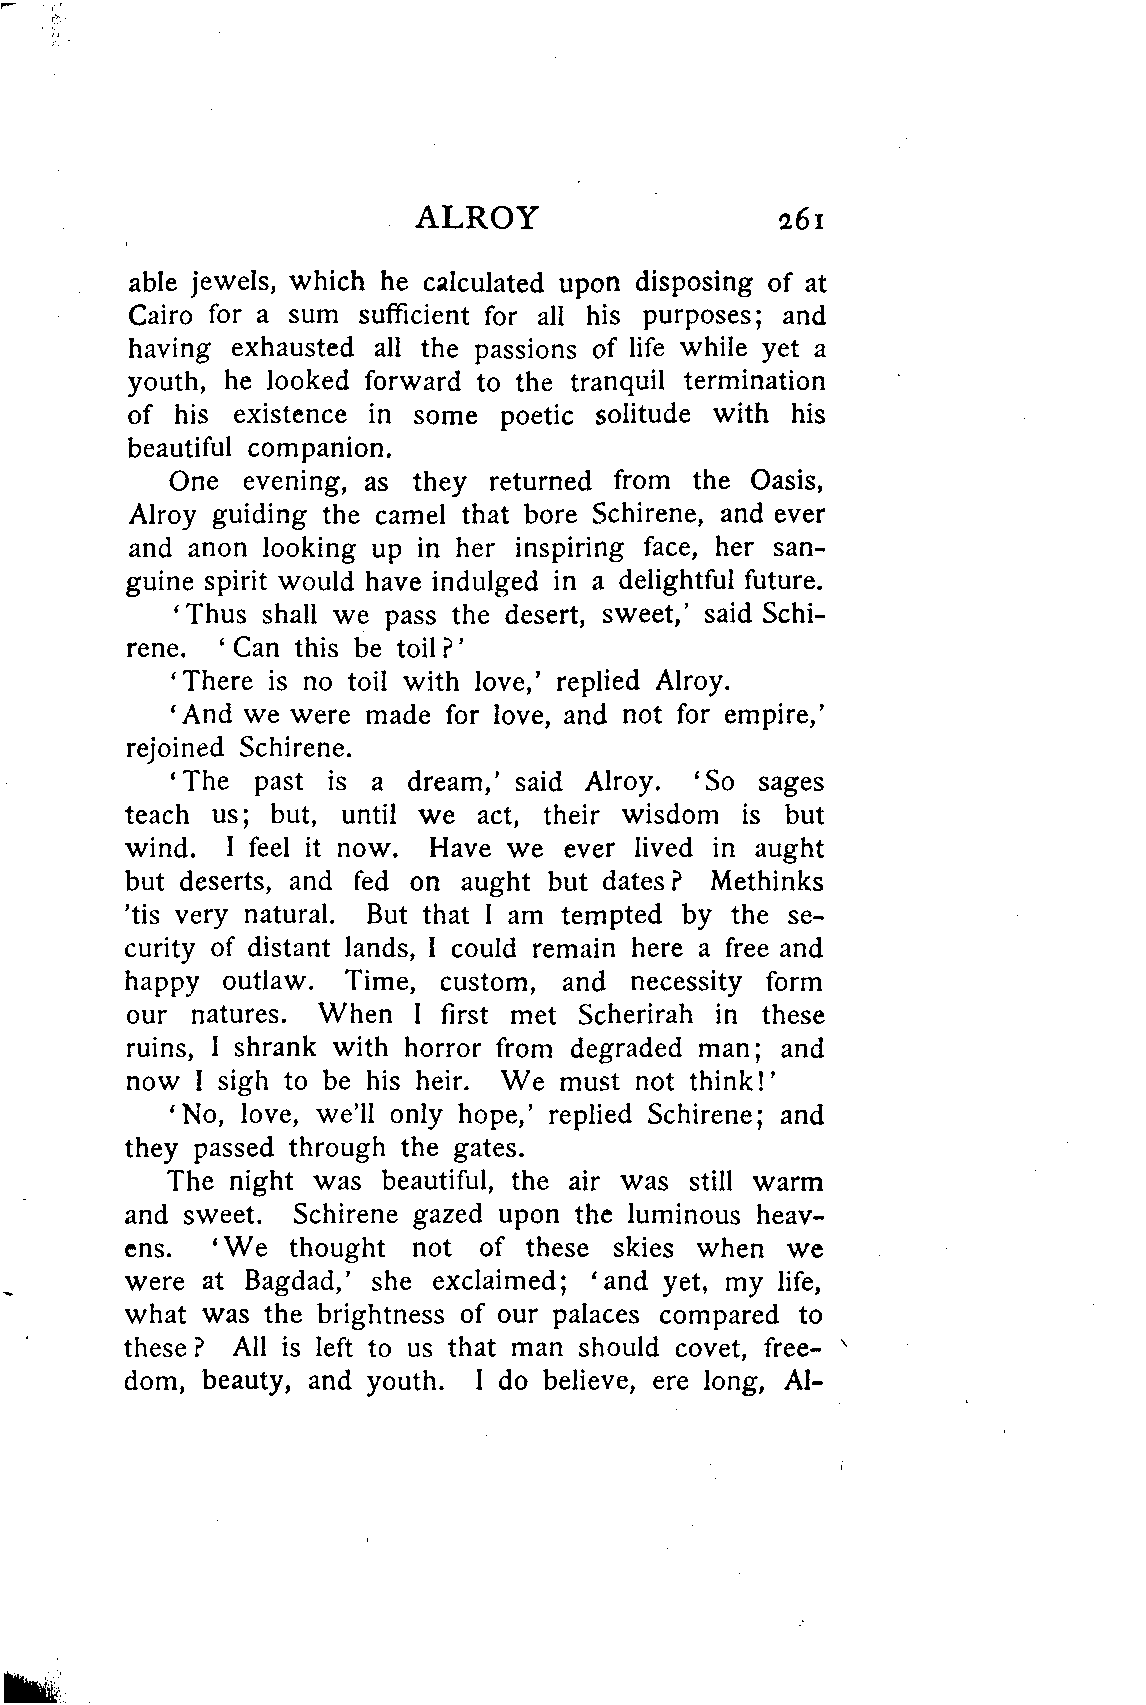 ALROY 261
able jewels, which he calculated upon disposing of at
Cairo for a sum sufficient for all his purposes; and
having exhausted all the passions of life while yet a
youth, he looked forward to the tranquil termination
of his existence in some poetic solitude with his
beautiful companion.
One evening, as they returned from the Oasis,
Alroy guiding the camel that bore Schirene, and ever
and anon looking up in her inspiring face, her san-
guine spirit would have indulged in a delightful future.
‘Thus shall we pass the desert, sweet,’ said Schi-
rene. ‘Can this be toil?’
‘There is no toil with love,’ replied Alroy.
‘And we were made for love, and not for empire,’
rejoined Schirene.
‘The past is a dream,’ said Alroy. ‘So sages
teach us; but, until we act, their wisdom is but
wind. I feel it now. Have we ever lived in aught
but deserts, and fed on aught but dates? Methinks
’tis very natural. But that I am tempted by the se-
curity of distant lands, I could remain here a free and
happy outlaw. Time, custom, and necessity form
our natures. When I first met Scherirah in these
ruins, I shrank with horror from degraded man; and
now I sigh to be his heir. We must not think!’
‘No, love, we’ll only hope,’ replied Schirene; and
they passed through the gates.
The night was beautiful, the air was still warm
and sweet. Schirene gazed upon the luminous heav-
ens. ‘We thought not of these skies when we
were at Bagdad,’ she exclaimed; ‘and yet, my life,
what was the brightness of our palaces compared to
these? All is left to us that man should covet, free-
dom, beauty, and youth. I do believe, ere long, Al-